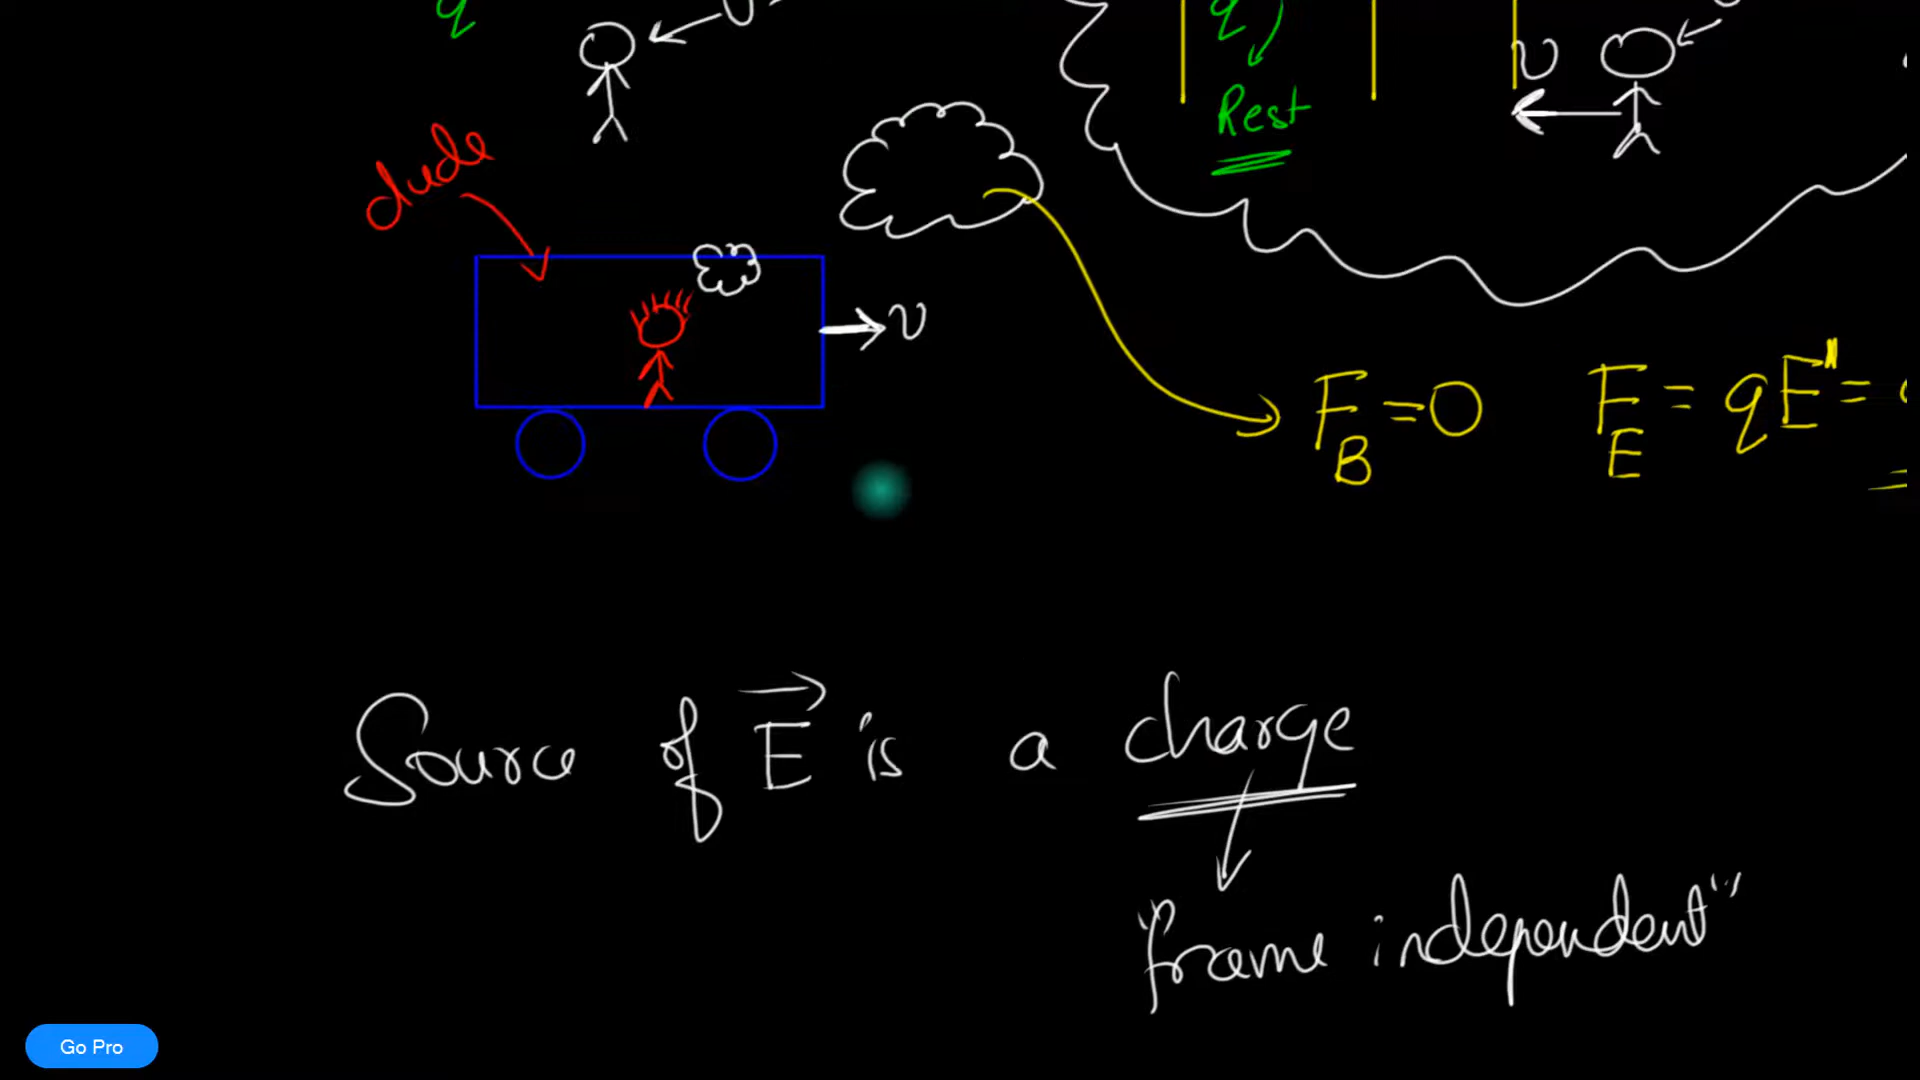 q
v
q
v
Rest
dude
v
F_B = 0
F_E = qE' =
Source of E⃗ is a charge
"frame independent"
Go Pro